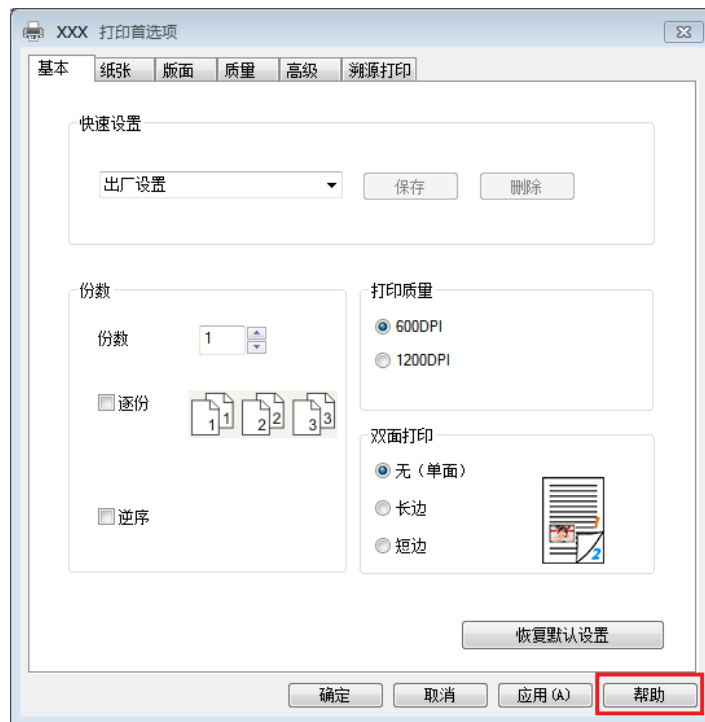 XXX 打印首选项
基本 纸张 版面 质量 高级 溯源打印
快速设置
出厂设置 保存 删除
份数
份数 1
逐份 1 1 2 2 3 3
逆序
打印质量
600DPI
1200DPI
双面打印
无（单面）
长边
短边
1
2
恢复默认设置
确定 取消 应用(A) 帮助